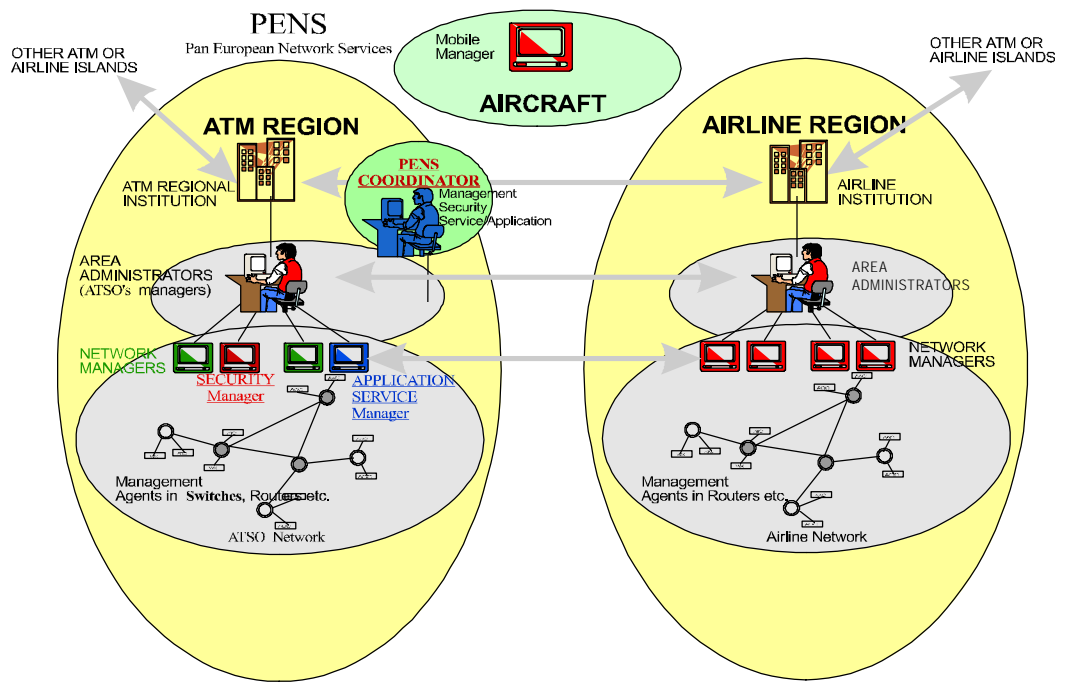 PENS
Pan European Network Services
OTHER ATM OR
AIRLINE ISLANDS
Mobile
Manager
AIRCRAFT
OTHER ATM OR
AIRLINE ISLANDS
ATM REGION
AIRLINE REGION
PENS
COORDINATOR
Management
Security
Service/Application
ATM REGIONAL
INSTITUTION
AIRLINE
INSTITUTION
AREA
ADMINISTRATORS
(ATSO's managers)
AREA
ADMINISTRATORS
NETWORK
MANAGERS
SECURITY
Manager
APPLICATION
SERVICE
Manager
NETWORK
MANAGERS
Management
Agents in Switches, Routers etc.
ATSO Network
Management
Agents in Routers etc.
Airline Network